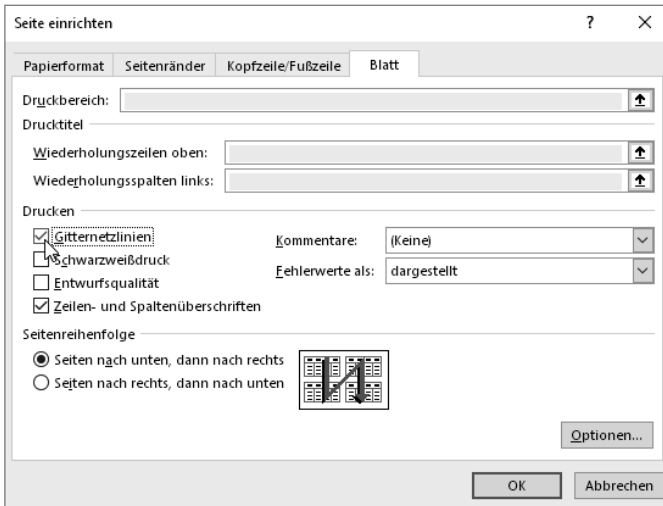 Seite einrichten ?
Papierformat Seitenränder Kopfzeile/Fußzeile Blatt
Druckbereich:
Drucktitel
Wiederholungszeilen oben:
Wiederholungsspalten links:
Drucken
Gitternetzlinien Kommentare: (Keine)
Schwarzweißdruck Fehlerwerte als: dargestellt
Entwurfsqualität
Zeilen- und Spaltenüberschriften
Seitenreihenfolge
Seiten nach unten, dann nach rechts
Seiten nach rechts, dann nach unten
Optionen...
OK Abbrechen